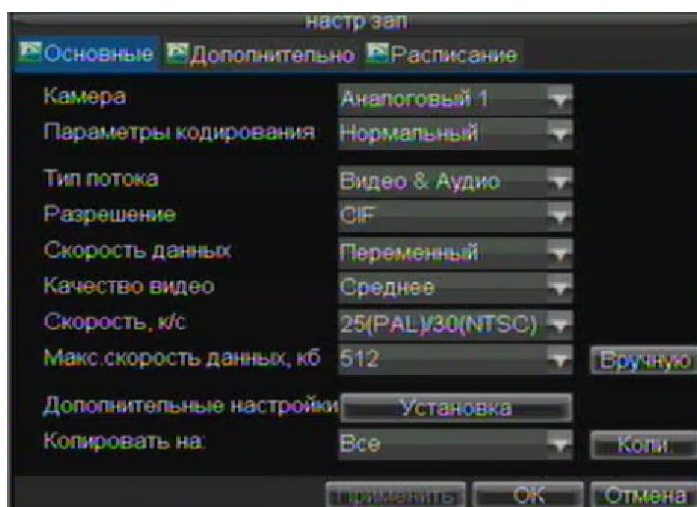 настр зап
Основные Дополнительно Расписание
Камера Аналоговый 1
Параметры кодирования Нормальный
Тип потока Видео & Аудио
Разрешение CIF
Скорость данных Переменный
Качество видео Среднее
Скорость, к/с 25(PAL)/30(NTSC)
Макс.скорость данных, кб 512 Вручную
Дополнительные настройки Установка
Копировать на: Все Копи.
Применить ОК Отмена